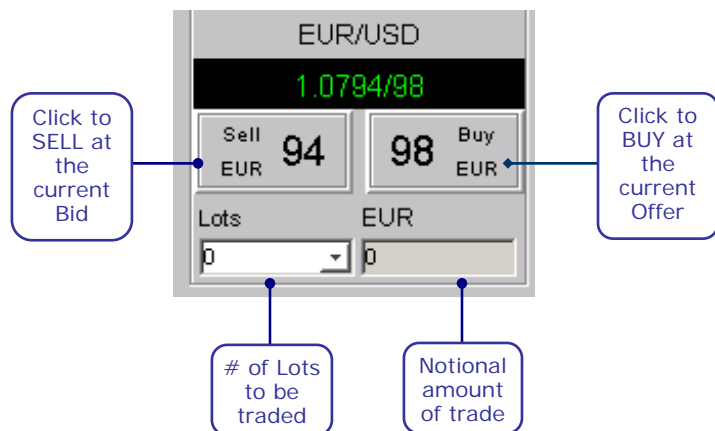 EUR/USD
1.0794/98
Click to
SELL at
the
current
Bid
Sell
EUR
94
98
Buy
EUR
Click to
BUY at
the
current
Offer
Lots
EUR
0
0
# of Lots
to be
traded
Notional
amount
of trade